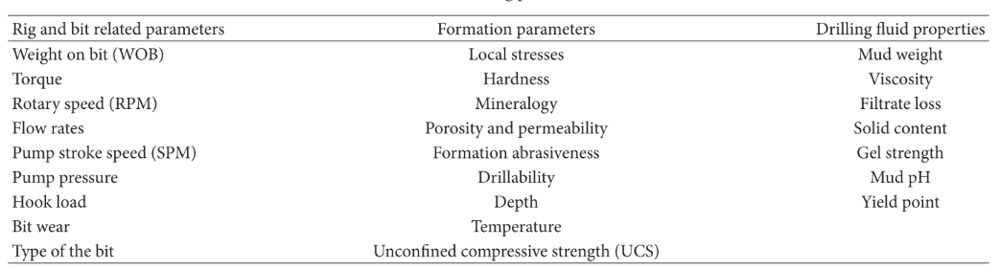 Rig and bit related parameters Formation parameters Drilling fluid properties
Weight on bit (WOB) Local stresses Mud weight
Torque Hardness Viscosity
Rotary speed (RPM) Mineralogy Filtrate loss
Flow rates Porosity and permeability Solid content
Pump stroke speed (SPM) Formation abrasiveness Gel strength
Pump pressure Drillability Mud pH
Hook load Depth Yield point
Bit wear Temperature
Type of the bit Unconfined compressive strength (UCS)